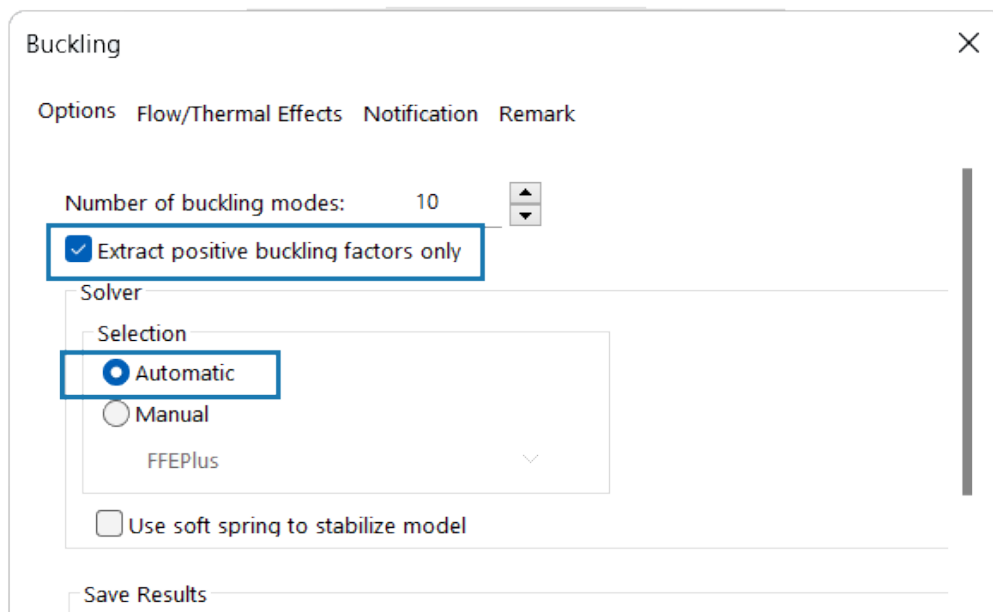 Buckling
Options Flow/Thermal Effects Notification Remark
Number of buckling modes: 10
Extract positive buckling factors only
Solver
Selection
Automatic
Manual
FFEPlus
Use soft spring to stabilize model
Save Results